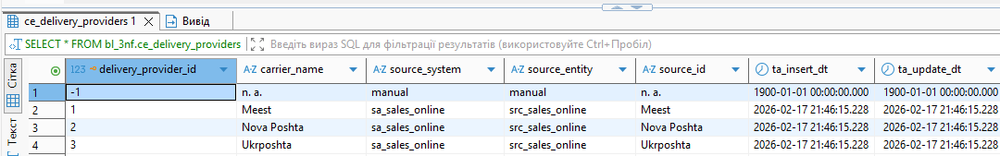 ce_delivery_providers 1 Вивід
SELECT * FROM bl_3nf.ce_delivery_providers Введіть вираз SQL для фільтрації результатів (використовуйте Ctrl+Пробіл)
Сітка
Текст
123 delivery_provider_id A-Z carrier_name A-Z source_system A-Z source_entity A-Z source_id ta_insert_dt ta_update_dt
1 -1 n. a. manual manual n. a. 1900-01-01 00:00:00.000 1900-01-01 00:00:00.000
2 1 Meest sa_sales_online src_sales_online Meest 2026-02-17 21:46:15.228 2026-02-17 21:46:15.228
3 2 Nova Poshta sa_sales_online src_sales_online Nova Poshta 2026-02-17 21:46:15.228 2026-02-17 21:46:15.228
4 3 Ukrposhta sa_sales_online src_sales_online Ukrposhta 2026-02-17 21:46:15.228 2026-02-17 21:46:15.228